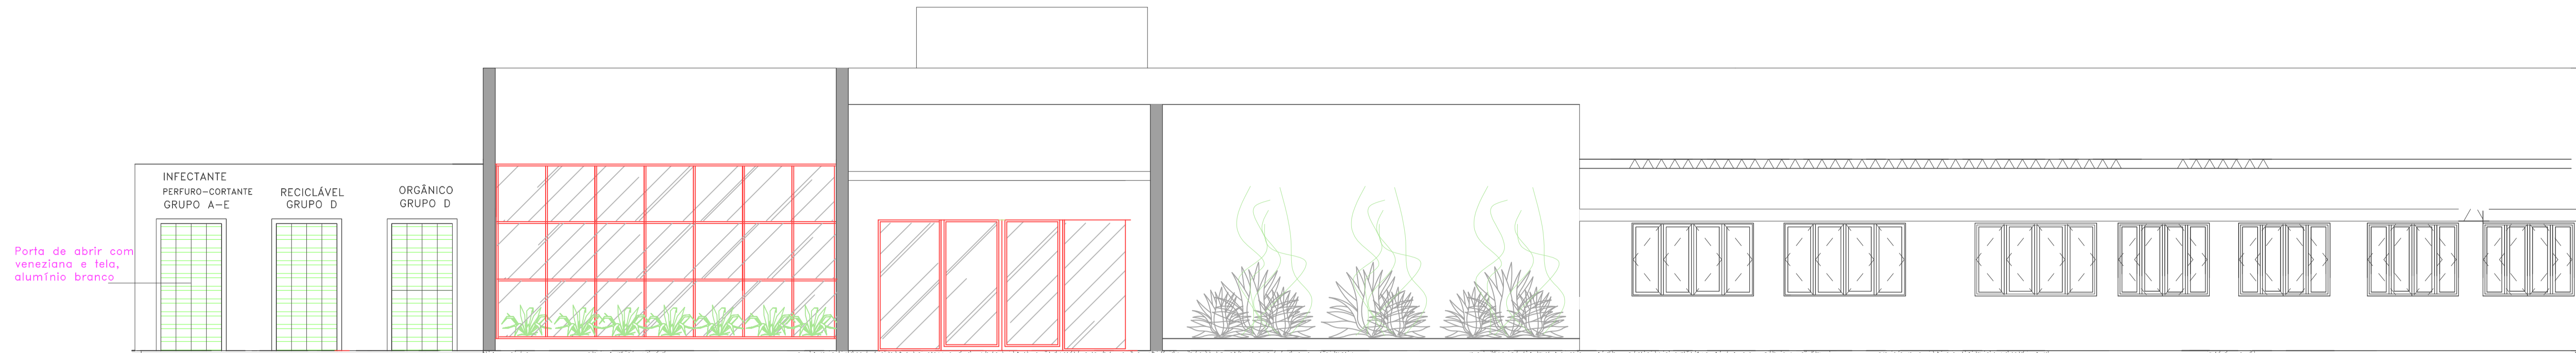 INFECTANTE
PERFURO-CORTANTE
GRUPO A-E
RECICLÁVEL
GRUPO D
ORGÂNICO
GRUPO D
Porta de abrir com
veneziana e tela,
alumínio branco